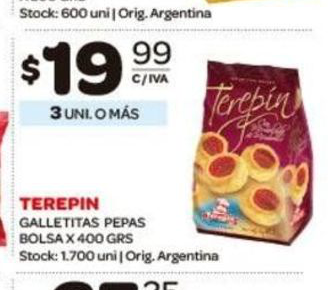 Stock: 600 uni | Orig. Argentina
$19 99
C/IVA
3 UNI. O MÁS
Terepín
TEREPIN
GALLETITAS PEPAS
BOLSA X 400 GRS
Stock: 1.700 uni | Orig. Argentina